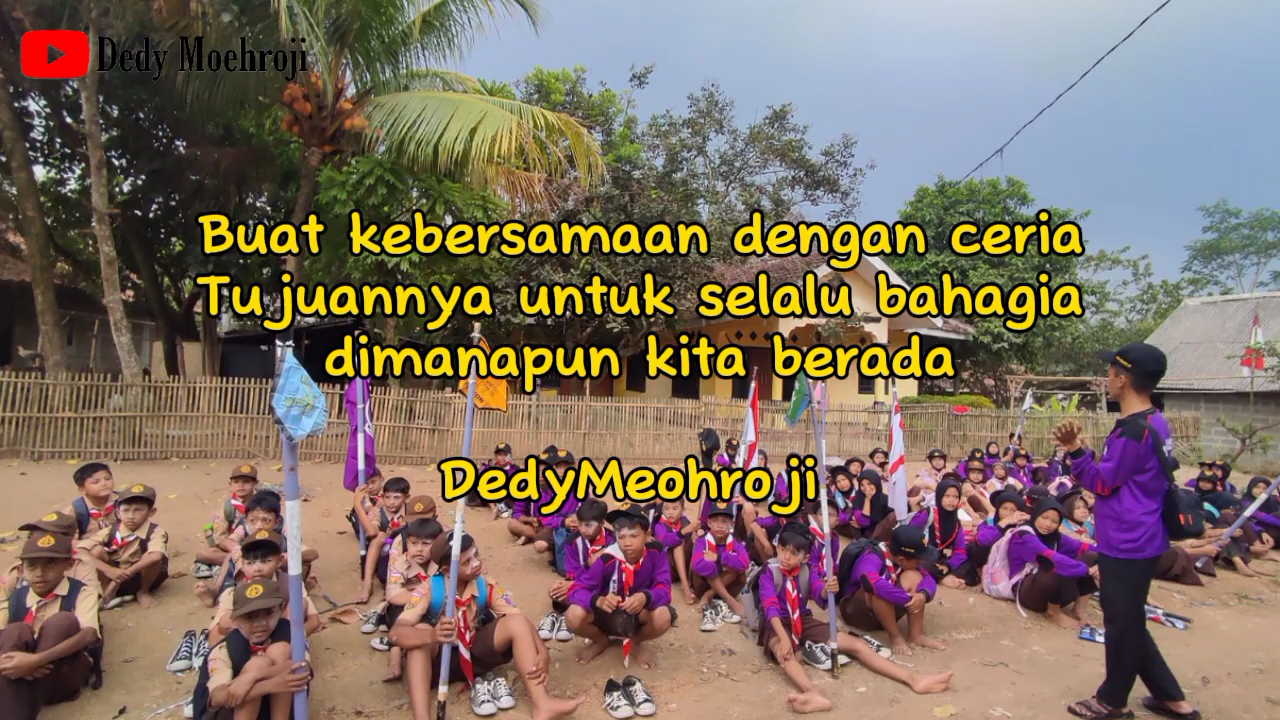 Dedy Moehroji
Buat kebersamaan dengan ceria
Tujuannya untuk selalu bahagia
dimanapun kita berada
DedyMeohroji